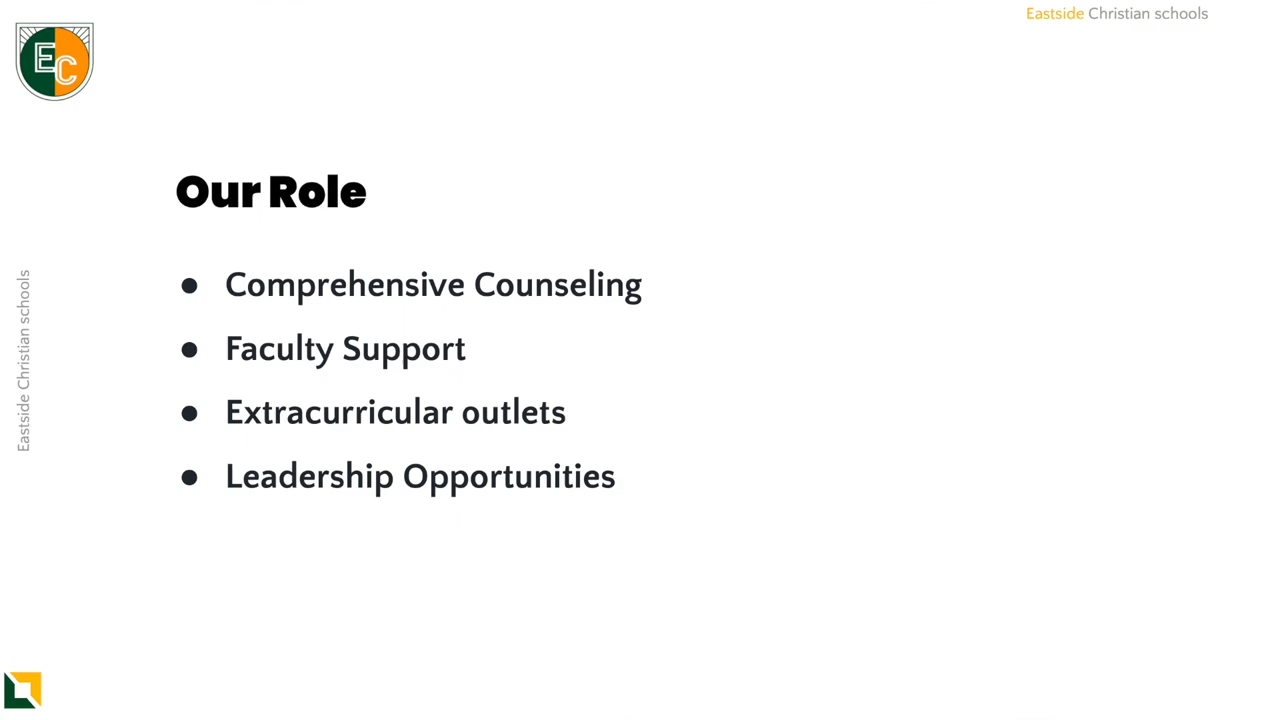 Eastside Christian schools
EC
Our Role
● Comprehensive Counseling
● Faculty Support
● Extracurricular outlets
● Leadership Opportunities
Eastside Christian schools